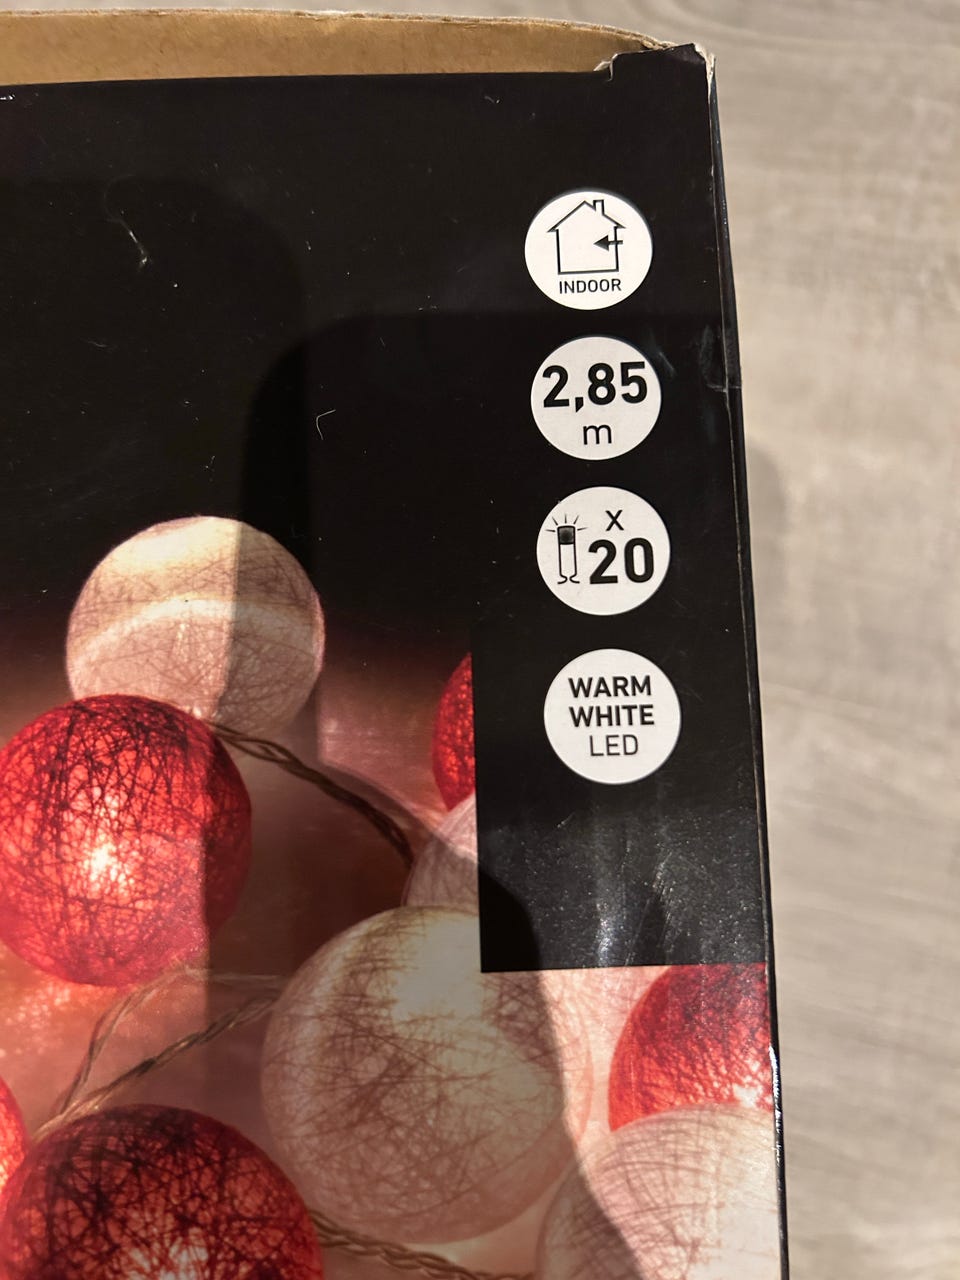 INDOOR
2,85
m
x
20
WARM
WHITE
LED